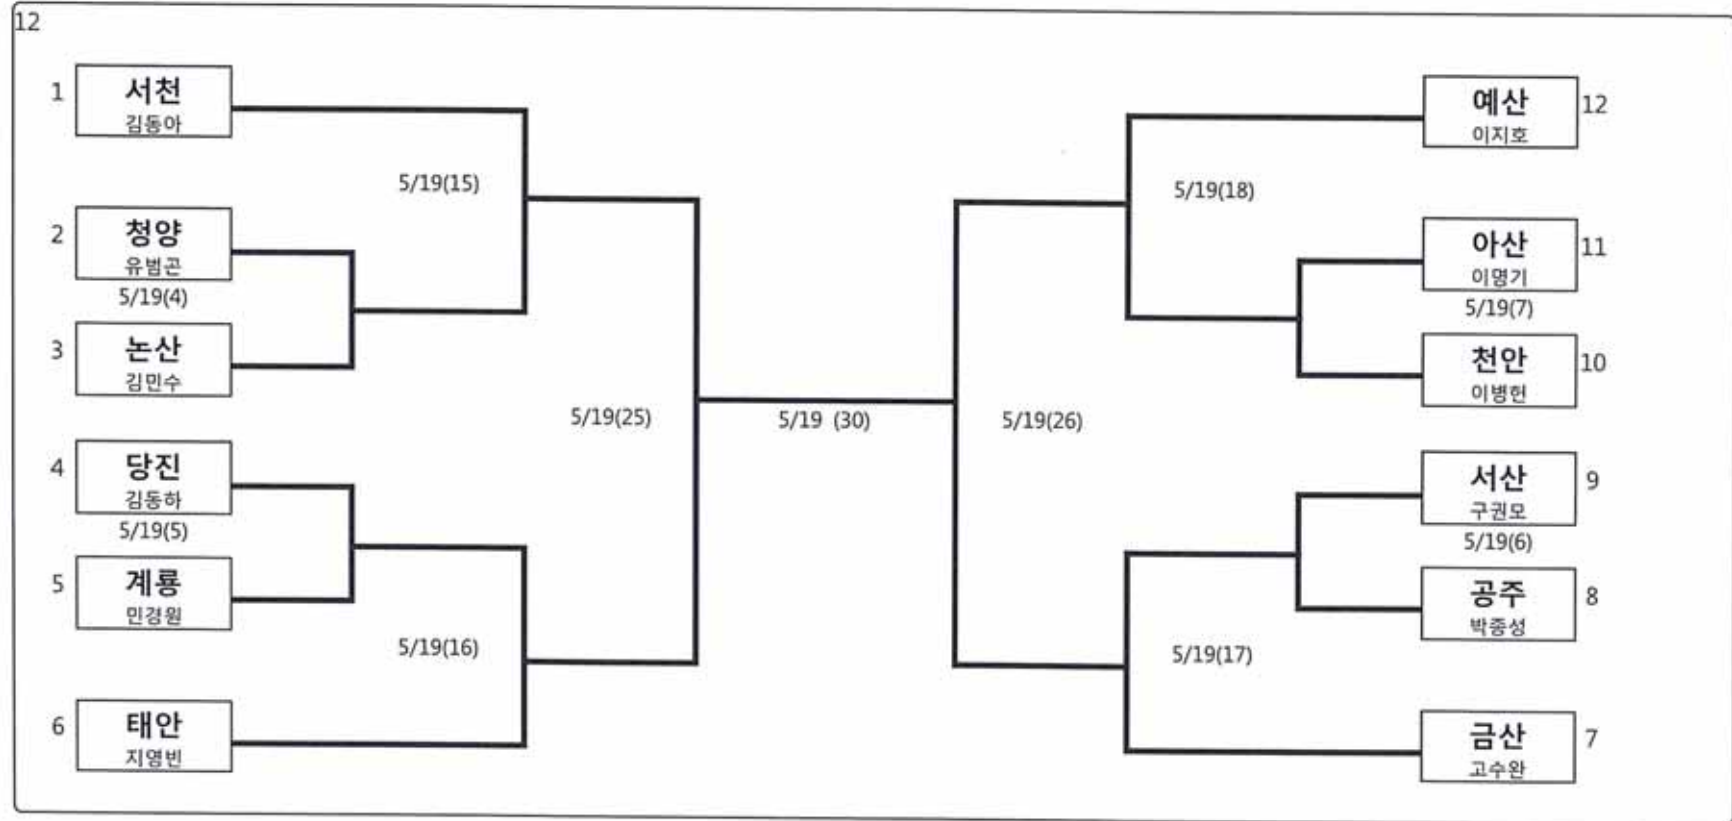 12
1
서천
김동아
5/19(15)
2
청양
유범곤
5/19(4)
3
논산
김민수
5/19(25)
4
당진
김동하
5/19(5)
5
계룡
민경원
5/19(16)
6
태안
지영빈
5/19 (30)
예산
12
이지호
5/19(18)
아산
11
이명기
5/19(7)
천안
10
이병헌
5/19(26)
서산
9
구권모
5/19(6)
공주
8
박종성
5/19(17)
금산
7
고수완